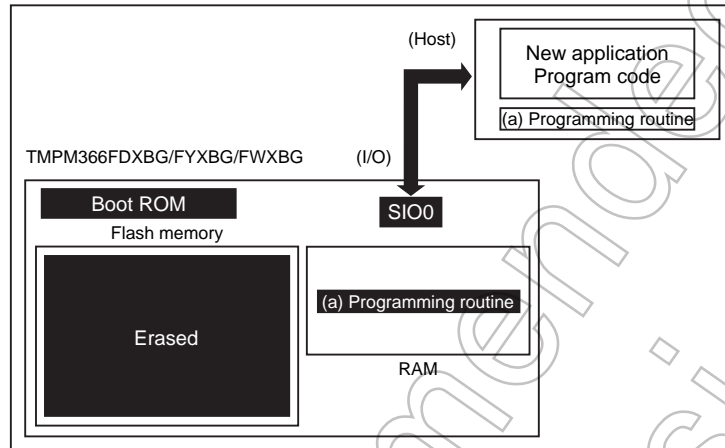 (Host)
New application
Program code
(a) Programming routine
TMPM366FDXBG/FYXBG/FWXBG
(I/O)
Boot ROM
SIO0
Flash memory
(a) Programming routine
Erased
RAM